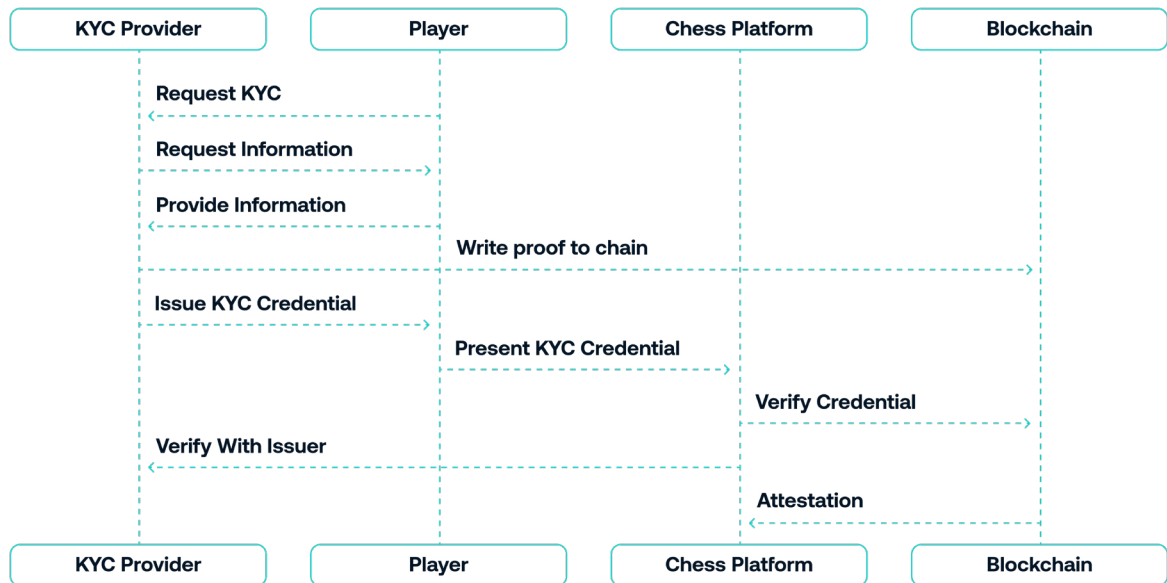 KYC Provider
Player
Chess Platform
Blockchain
Request KYC
Request Information
Provide Information
Write proof to chain
Issue KYC Credential
Present KYC Credential
Verify Credential
Verify With Issuer
Attestation
KYC Provider
Player
Chess Platform
Blockchain